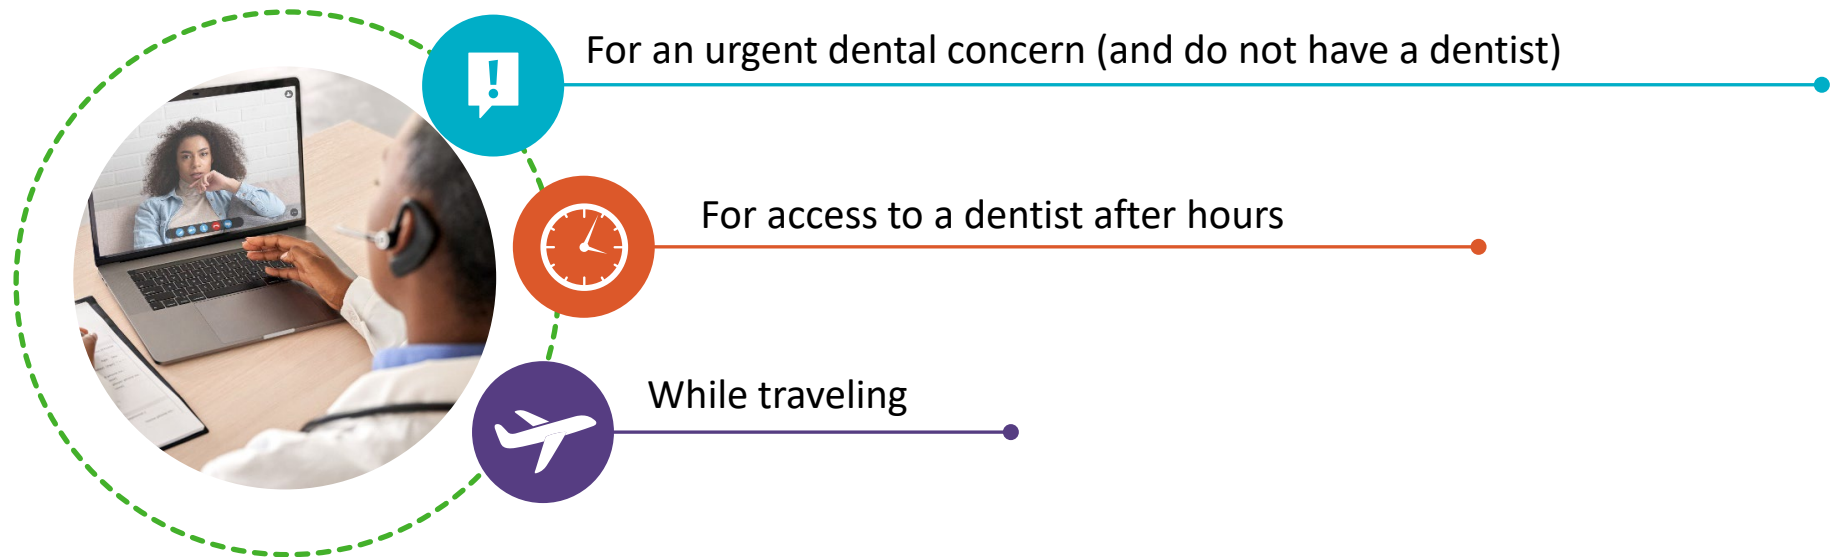 For an urgent dental concern (and do not have a dentist)
For access to a dentist after hours
While traveling